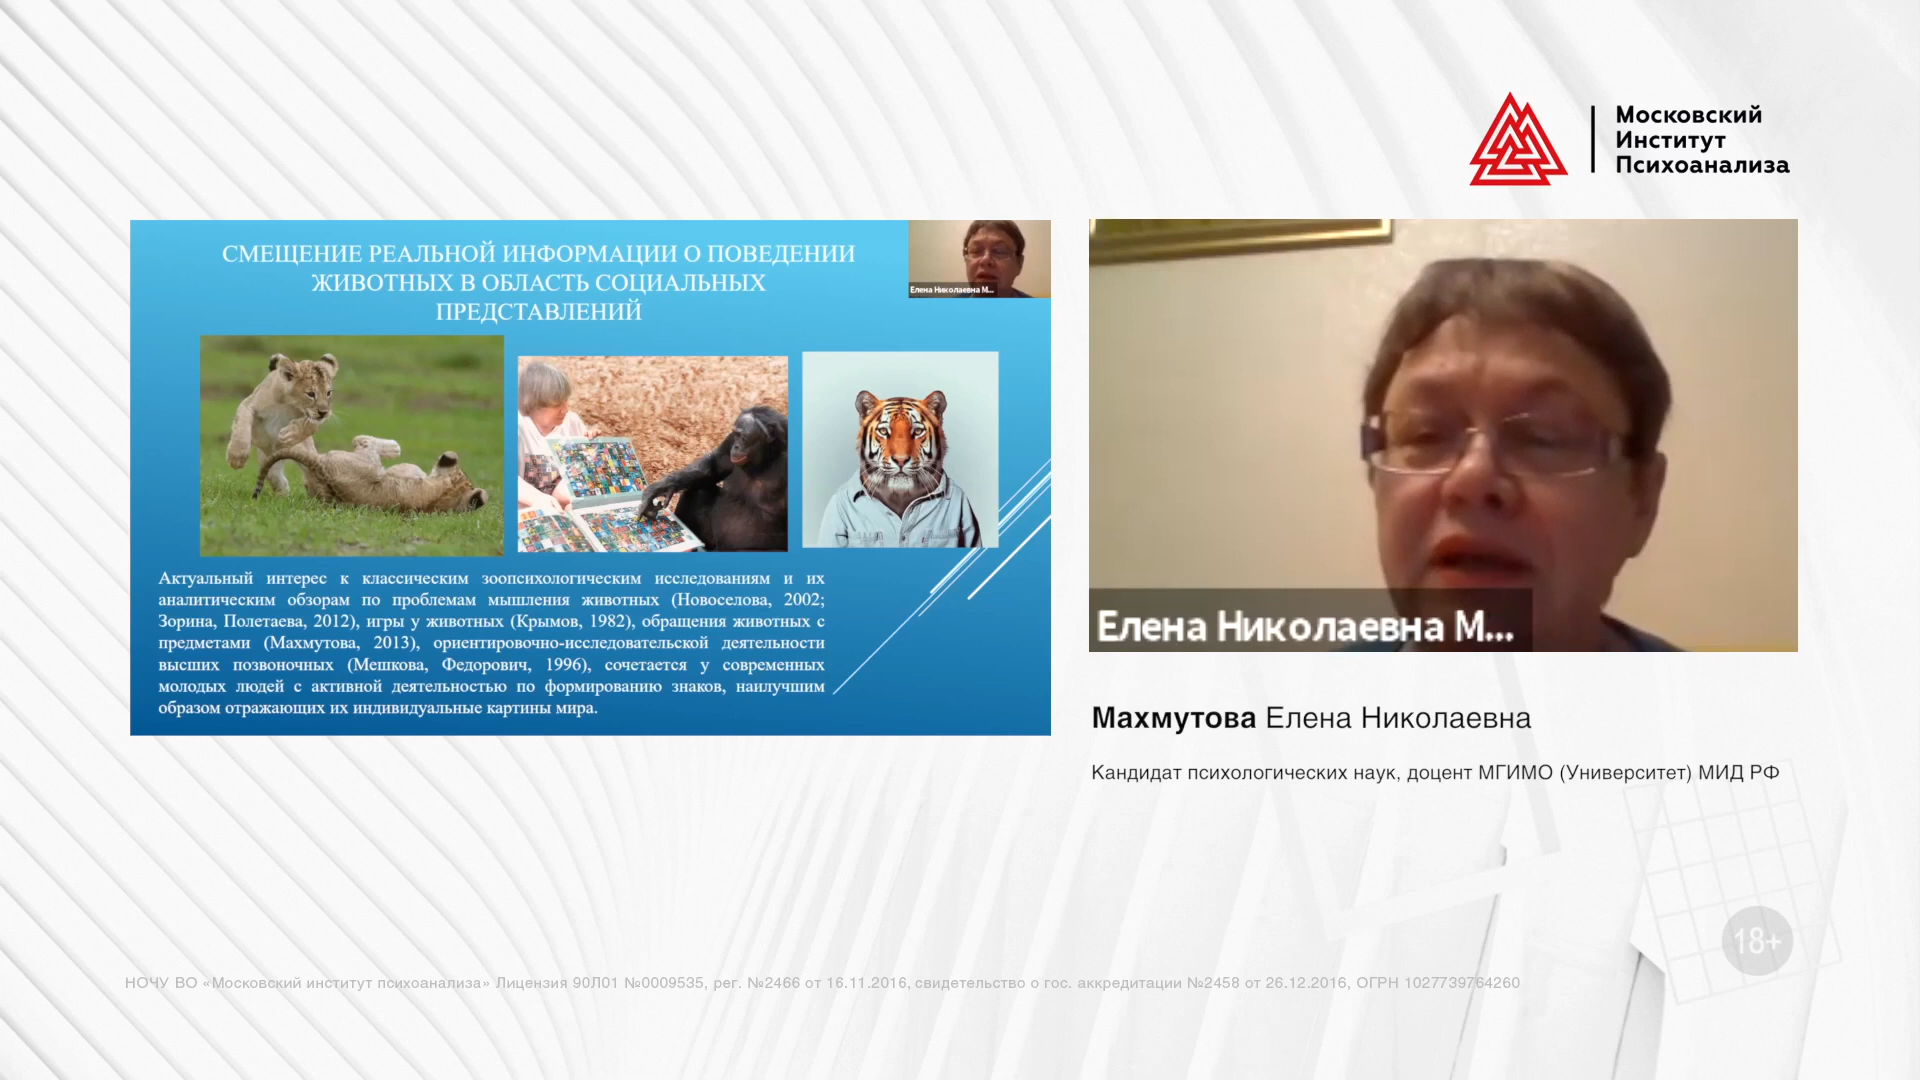 Московский
Институт
Психоанализа
СМЕЩЕНИЕ РЕАЛЬНОЙ ИНФОРМАЦИИ О ПОВЕДЕНИИ
ЖИВОТНЫХ В ОБЛАСТЬ СОЦИАЛЬНЫХ
ПРЕДСТАВЛЕНИЙ
Елена Николаевна М...
Актуальный интерес к классическим зоопсихологическим исследованиям и их
аналитическим обзорам по проблемам мышления животных (Новоселова, 2002;
Зорина, Полетаева, 2012), игры у животных (Крымов, 1982), обращения животных с
предметами (Махмутова, 2013), ориентировочно-исследовательской деятельности
высших позвоночных (Мешкова, Федорович, 1996), сочетается у современных
молодых людей с активной деятельностью по формированию знаков, наилучшим
образом отражающих их индивидуальные картины мира.
Елена Николаевна М...
Махмутова Елена Николаевна
Кандидат психологических наук, доцент МГИМО (Университет) МИД РФ
18+
НОЧУ ВО «Московский институт психоанализа» Лицензия 90Л01 №0009535, рег. №2466 от 16.11.2016, свидетельство о гос. аккредитации №2458 от 26.12.2016, ОГРН 1027739764260